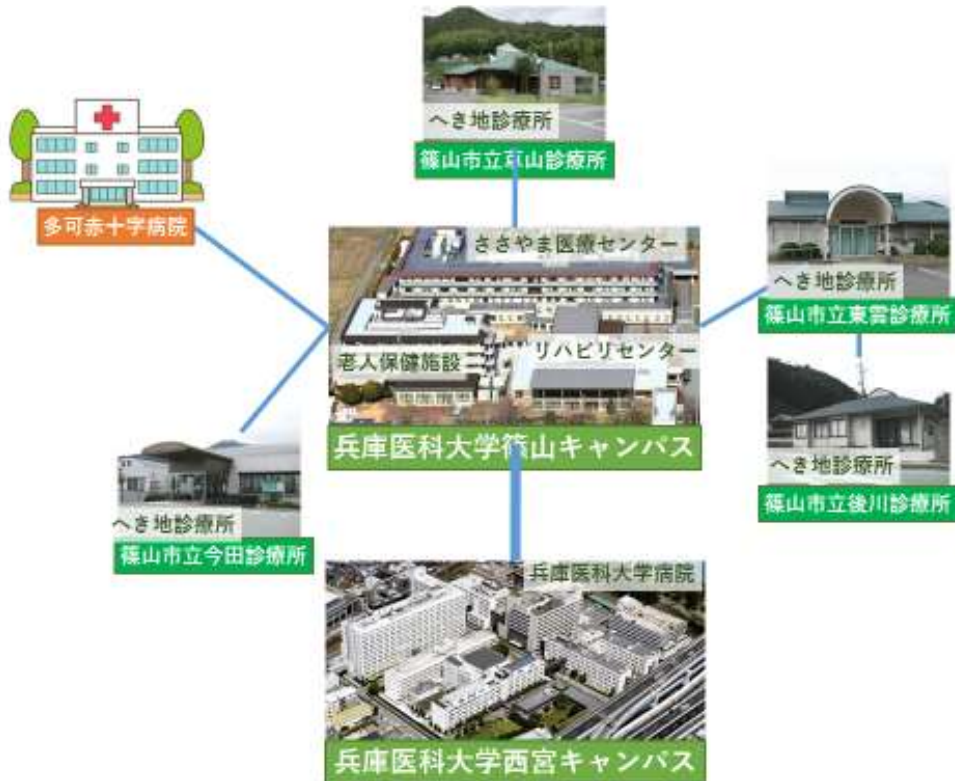 へき地診療所
篠山市立草山診療所
多可赤十字病院
ささやま医療センター
老人保健施設
リハビリセンター
兵庫医科大学篠山キャンパス
へき地診療所
篠山市立東雲診療所
へき地診療所
篠山市立後川診療所
へき地診療所
篠山市立今田診療所
兵庫医科大学病院
兵庫医科大学西宮キャンパス